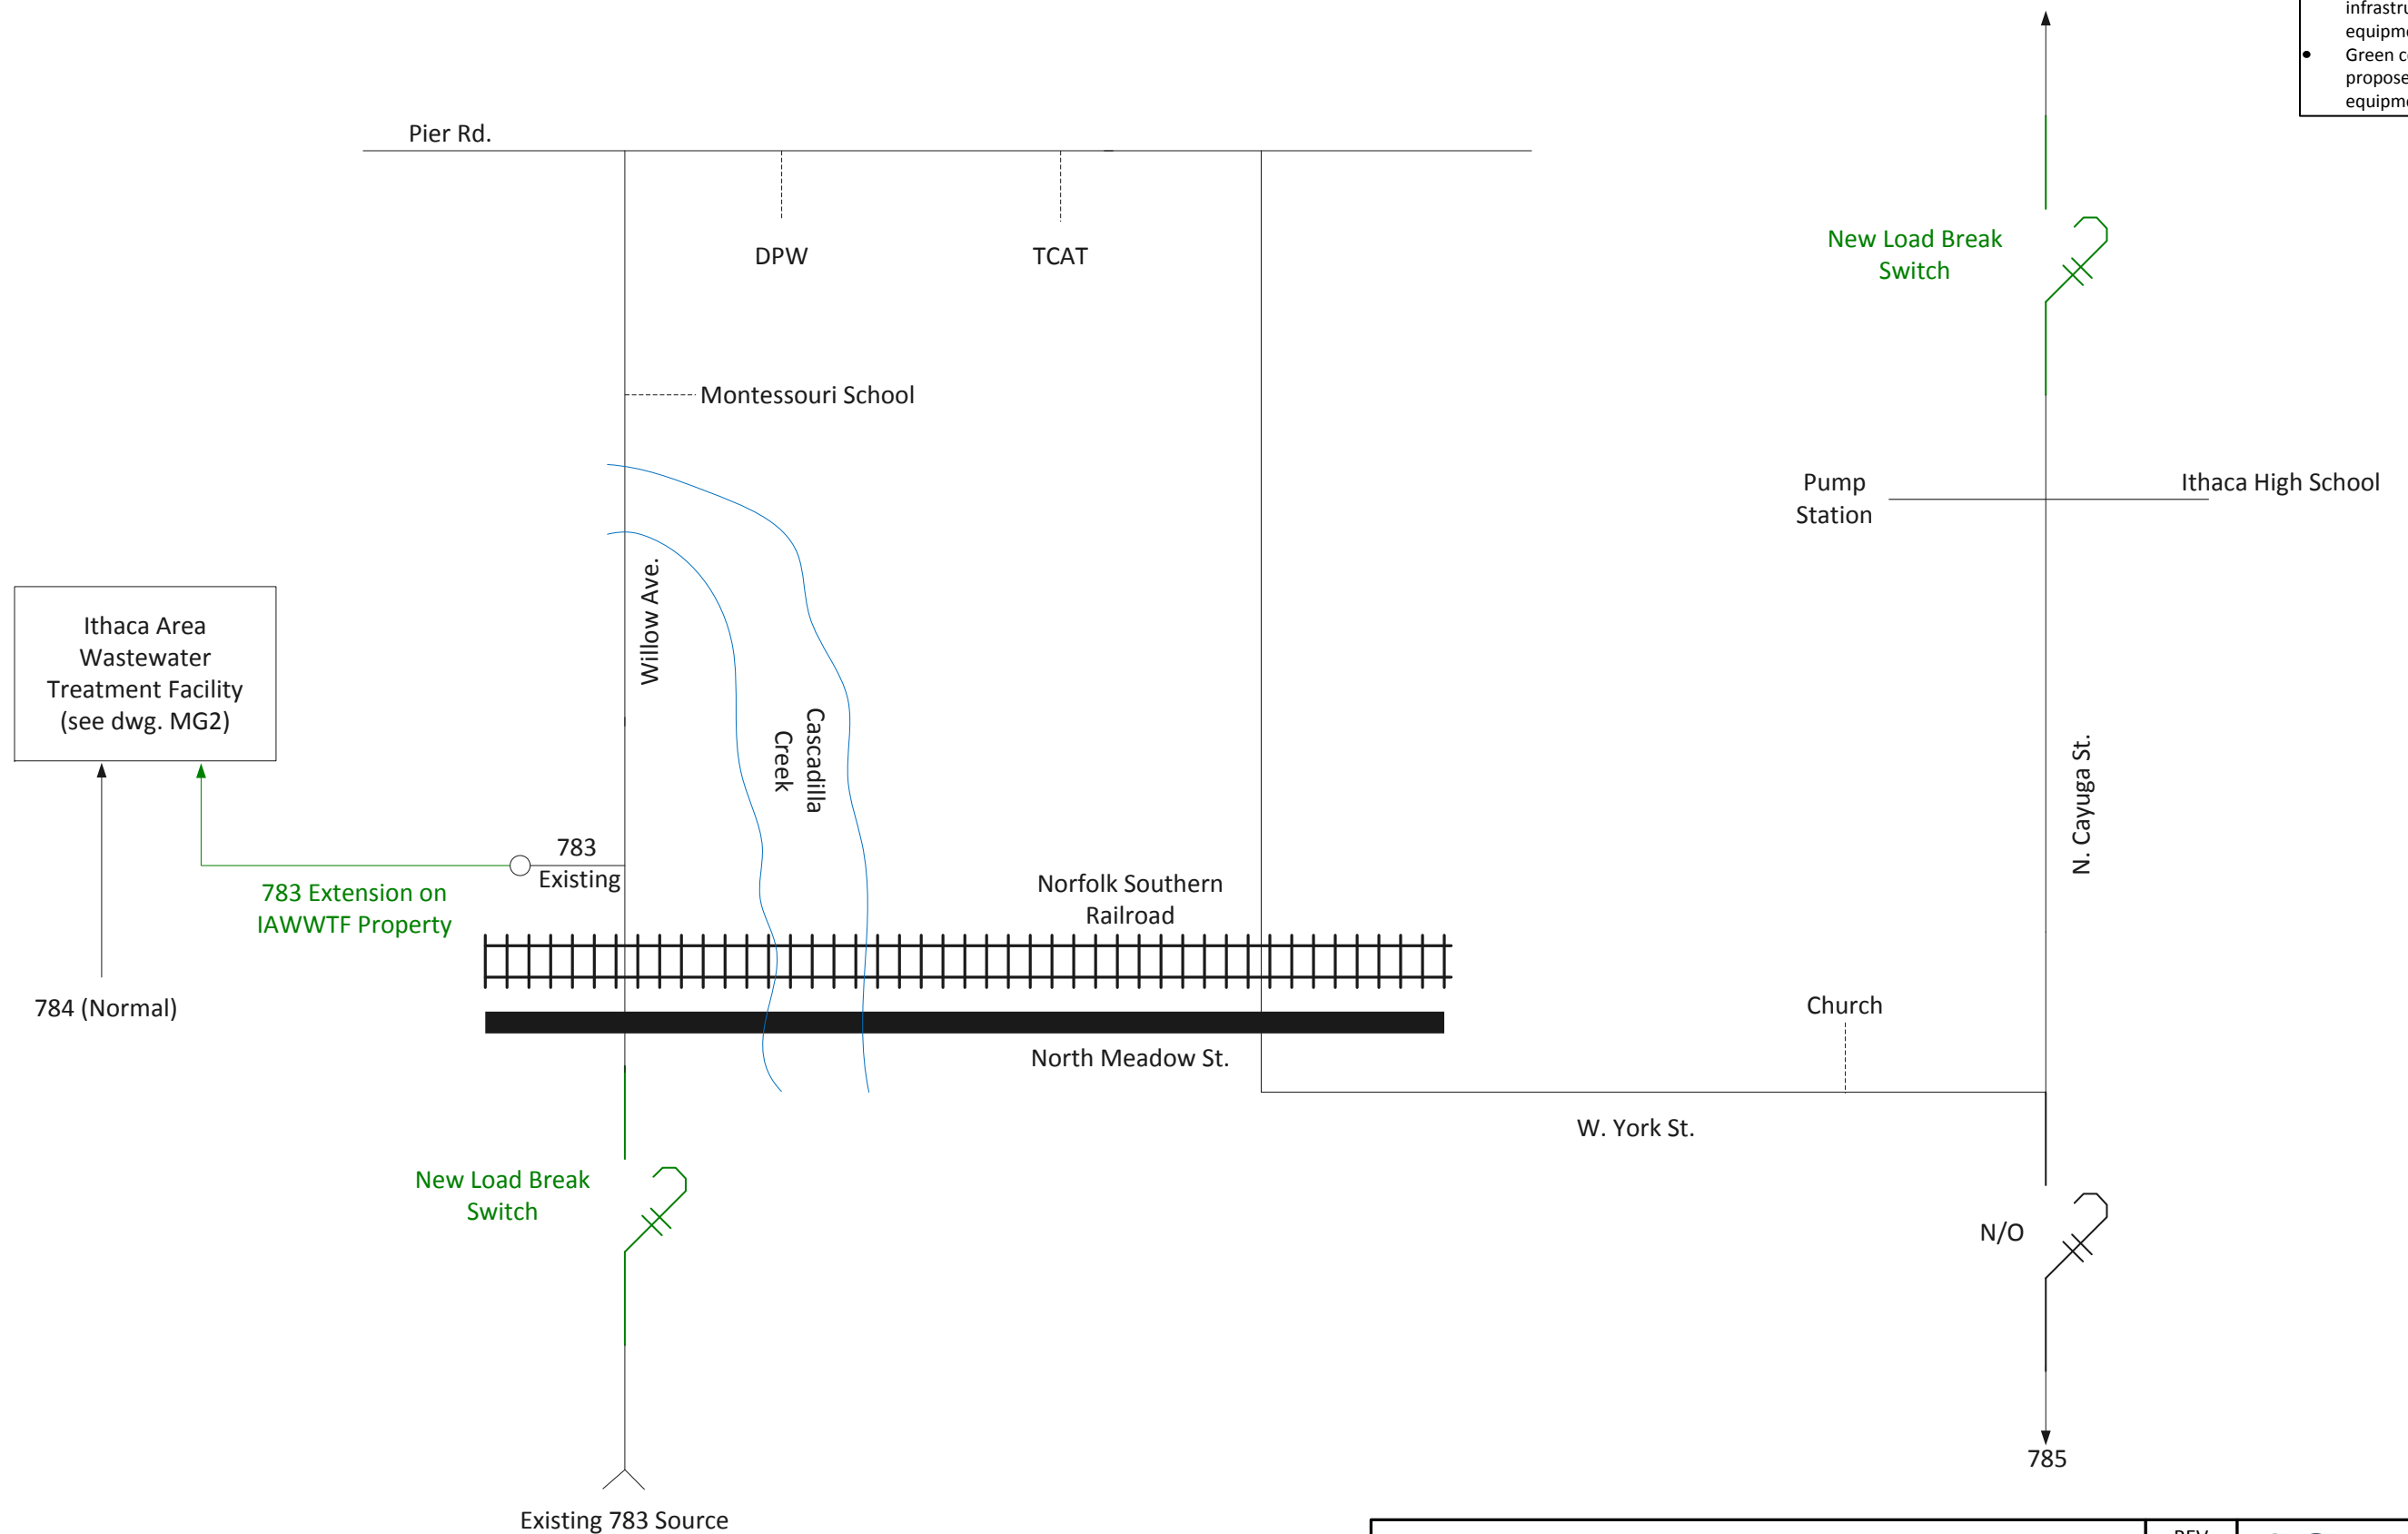 equipme
Green c
propose
equipme
Pier Rd.
DPW
TCAT
New Load Break
Switch
Montessouri School
Pump
Station
Ithaca High School
Willow Ave.
Ithaca Area
Wastewater
Treatment Facility
(see dwg. MG2)
Cascadilla
Creek
N. Cayuga St.
783
Existing
783 Extension on
IAWWTF Property
Norfolk Southern
Railroad
784 (Normal)
Church
North Meadow St.
W. York St.
New Load Break
Switch
N/O
785
Existing 783 Source